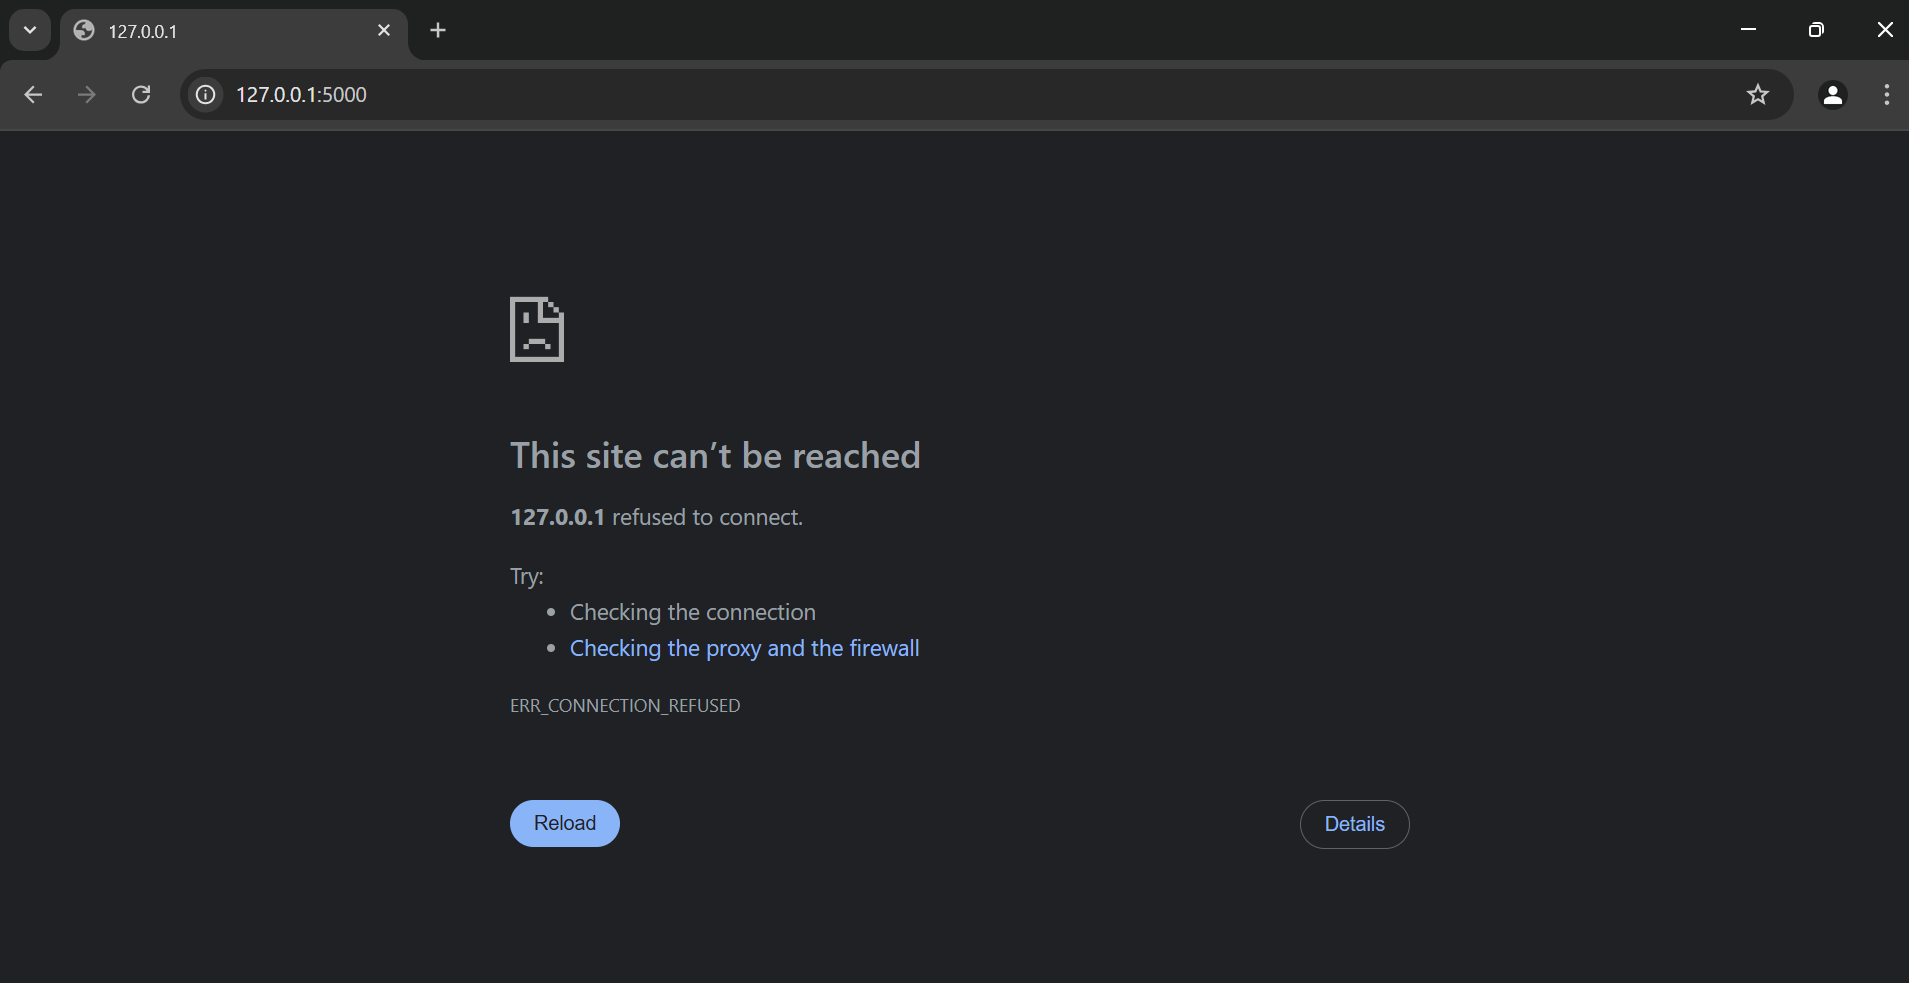 127.0.0.1
127.0.0.1:5000
This site can’t be reached
127.0.0.1 refused to connect.
Try:
Checking the connection
Checking the proxy and the firewall
ERR_CONNECTION_REFUSED
Reload
Details